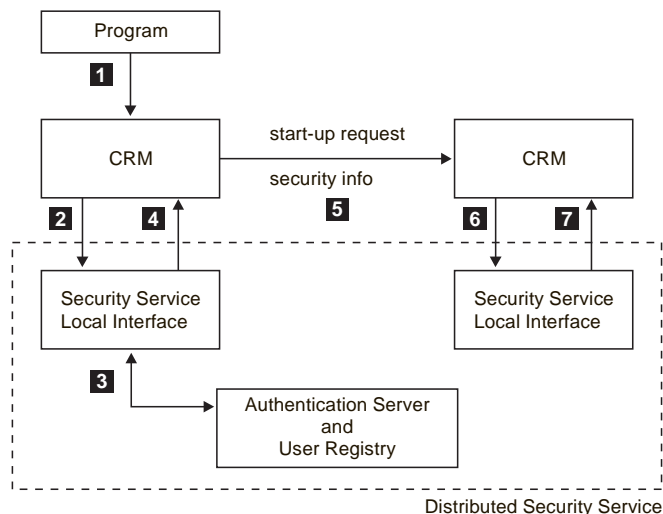 Program
1
CRM
start-up request
CRM
security info
5
2
4
6
7
Security Service
Local Interface
Security Service
Local Interface
3
Authentication Server
and
User Registry
Distributed Security Service